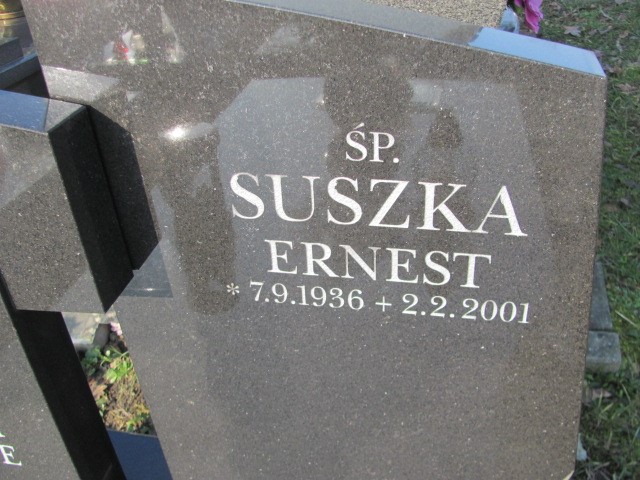 ŚP.
SUSZKA
ERNEST
* 7.9.1936 + 2.2.2001
E